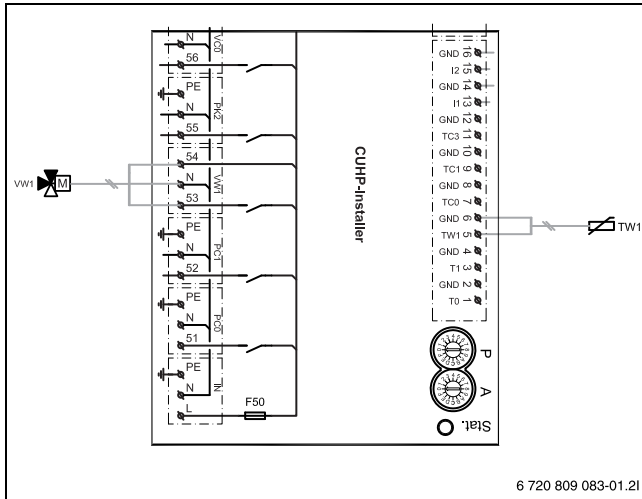 N
VC0
56
PE
N
PK2
55
54
N
VW1
53
PE
PC1
N
52
PE
PC0
N
51
PE
IN
N
L
F50
VW1
M
CUHP-Installer
GND 16
I2 15
GND 14
I1 13
GND 12
TC3 11
GND 10
TC1 9
GND 8
TC0 7
GND 6
TW1 5
GND 4
T1 3
GND 2
T0 1
TW1
P
A
Stat.
6 720 809 083-01.2I